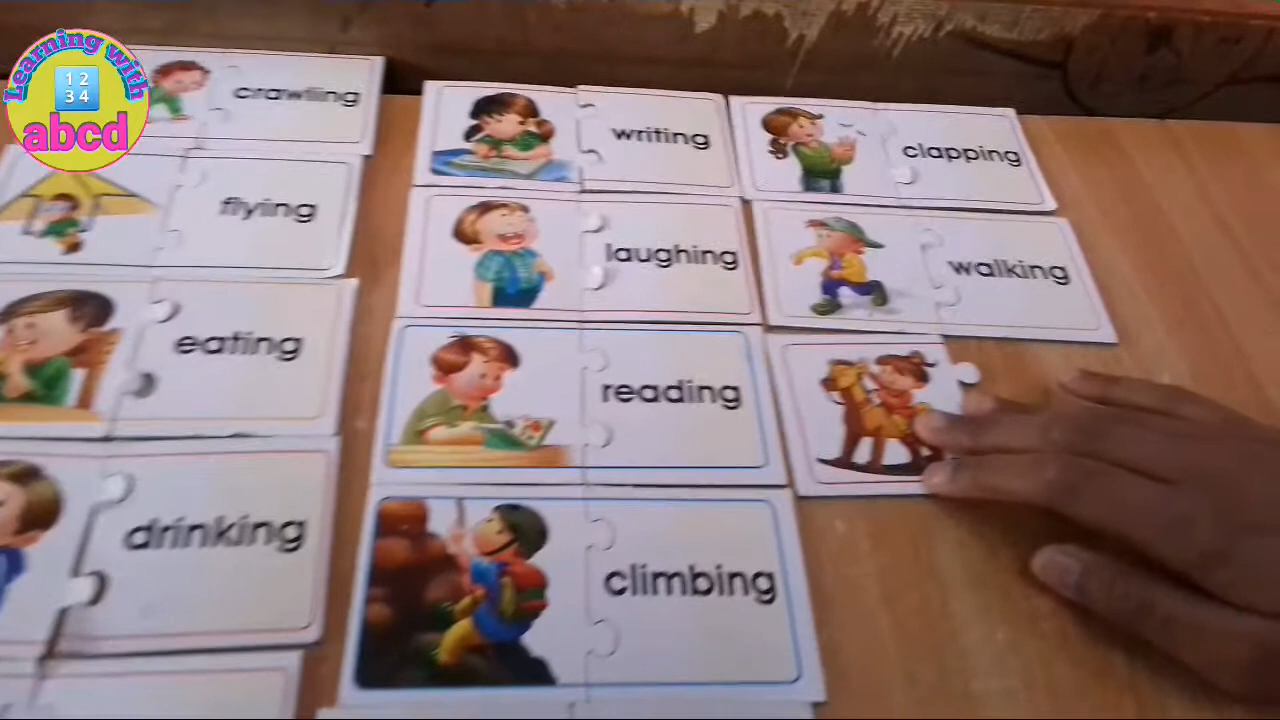 Learning with
1 2
3 4
abcd
crawling
flying
eating
drinking
writing
laughing
reading
climbing
clapping
walking